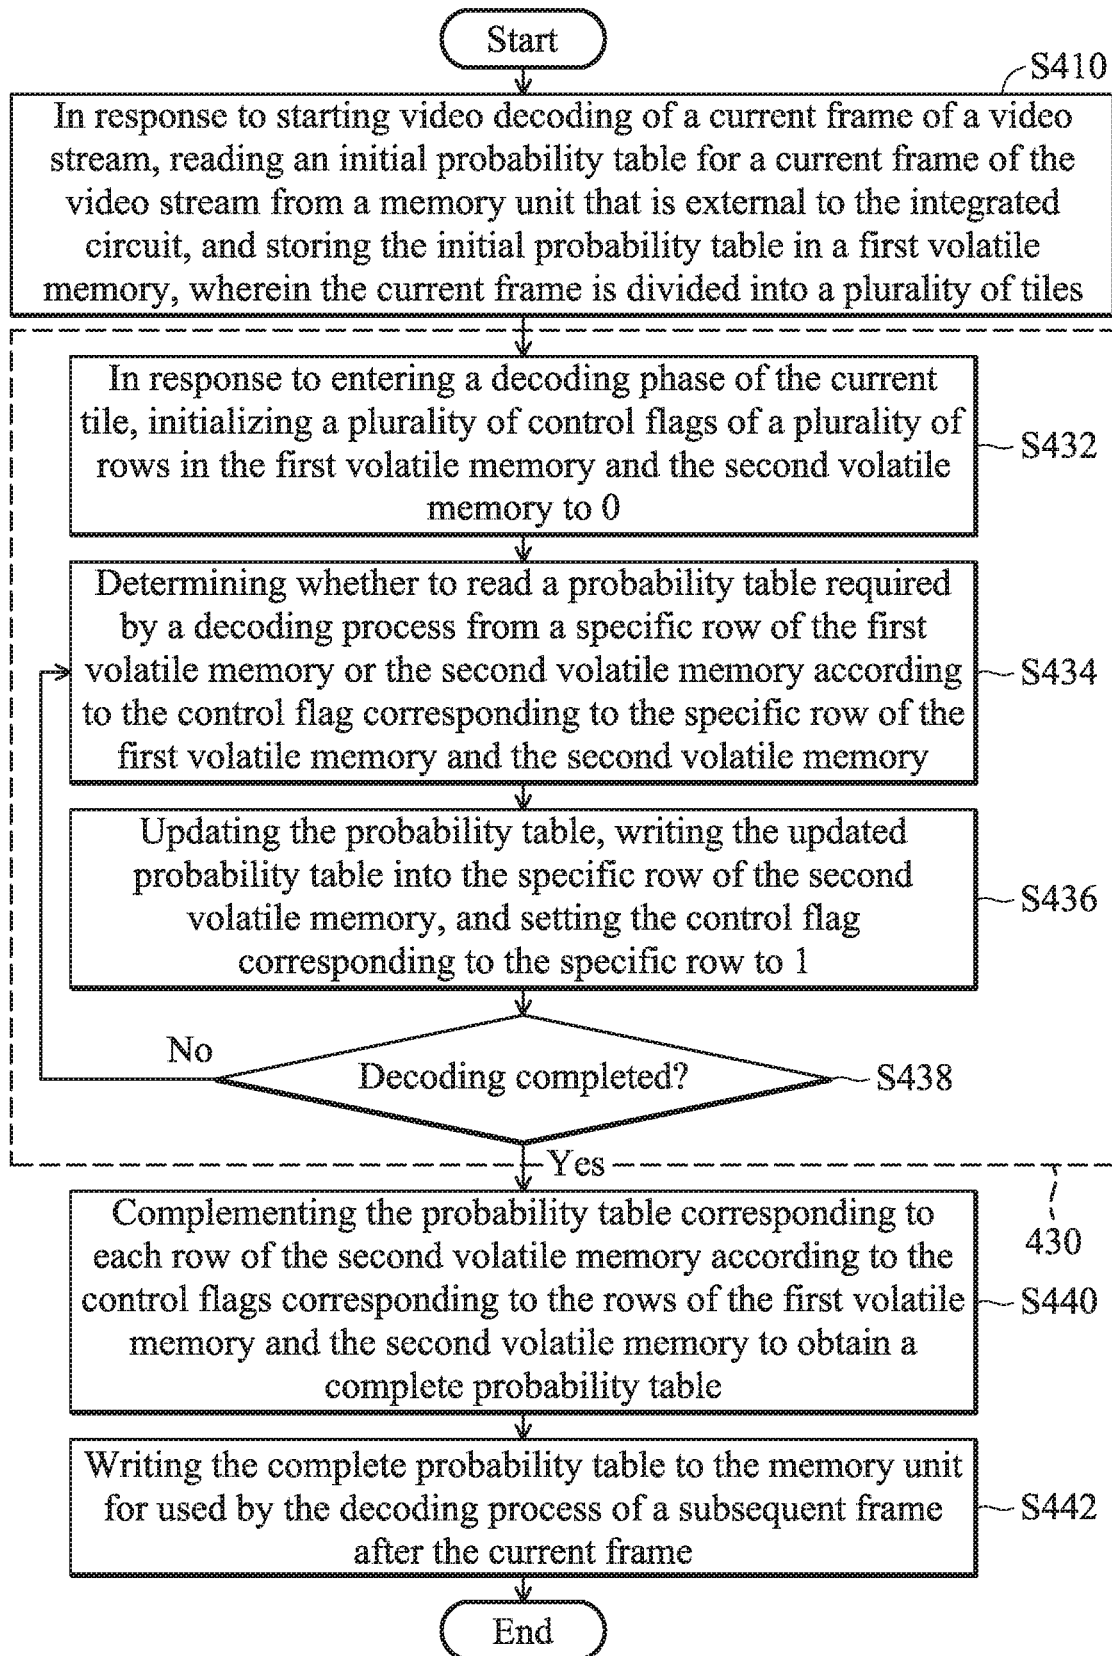 Start
S410
In response to starting video decoding of a current frame of a video
stream, reading an initial probability table for a current frame of the
video stream from a memory unit that is external to the integrated
circuit, and storing the initial probability table in a first volatile
memory, wherein the current frame is divided into a plurality of tiles
In response to entering a decoding phase of the current
tile, initializing a plurality of control flags of a plurality of
rows in the first volatile memory and the second volatile
memory to 0
S432
Determining whether to read a probability table required
by a decoding process from a specific row of the first
volatile memory or the second volatile memory according
to the control flag corresponding to the specific row of the
first volatile memory and the second volatile memory
S434
Updating the probability table, writing the updated
probability table into the specific row of the second
volatile memory, and setting the control flag
corresponding to the specific row to 1
S436
No
Decoding completed?
S438
Yes
430
Complementing the probability table corresponding to
each row of the second volatile memory according to the
control flags corresponding to the rows of the first volatile
memory and the second volatile memory to obtain a
complete probability table
S440
Writing the complete probability table to the memory unit
for used by the decoding process of a subsequent frame
after the current frame
S442
End